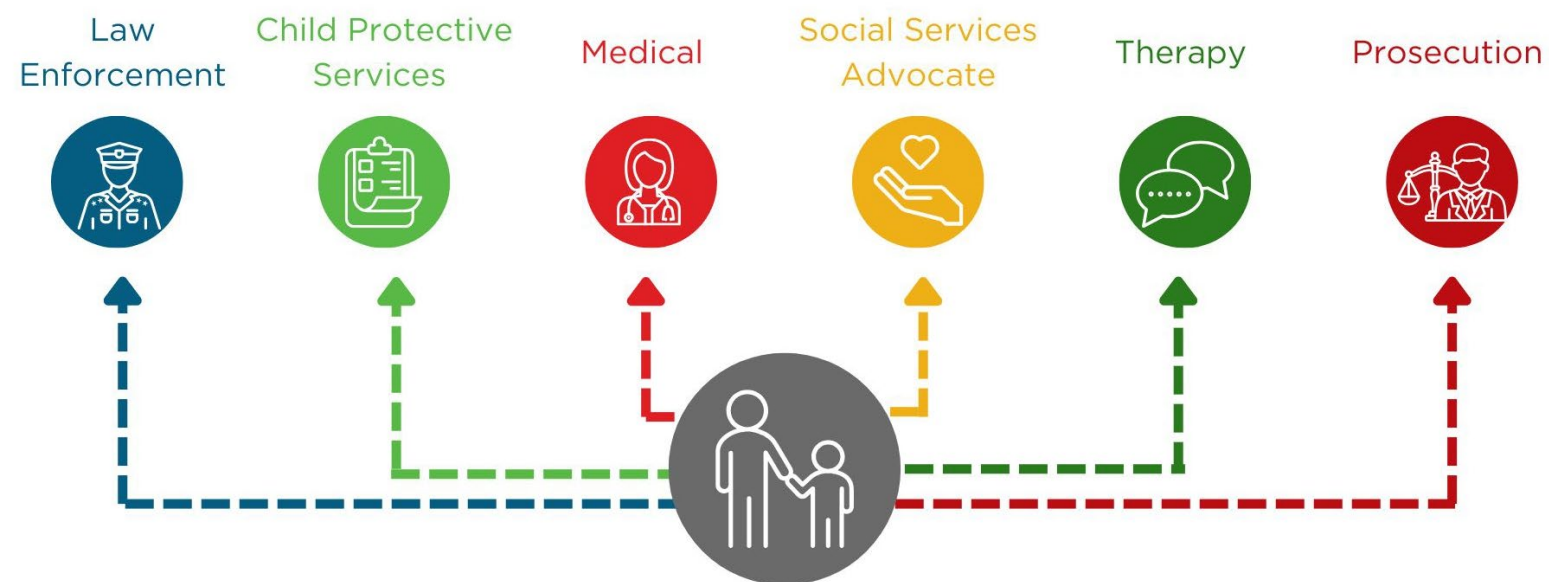 Law
Enforcement
Child Protective
Services
Medical
Social Services
Advocate
Therapy
Prosecution